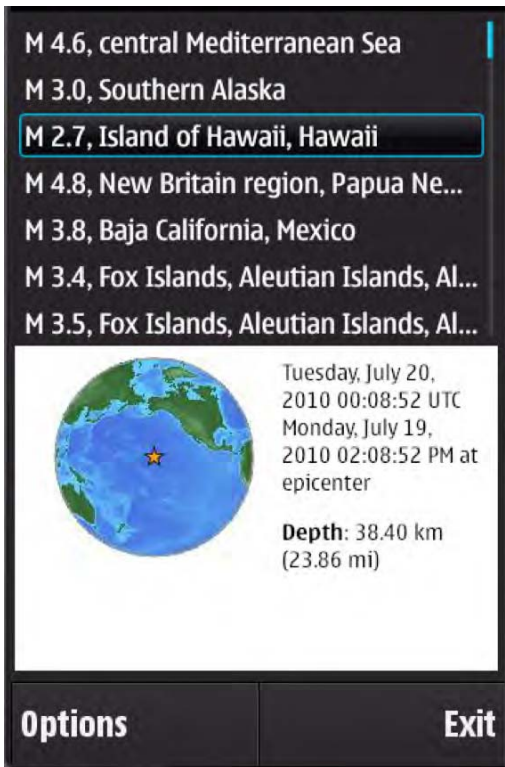 M 4.6, central Mediterranean Sea
M 3.0, Southern Alaska
M 2.7, Island of Hawaii, Hawaii
M 4.8, New Britain region, Papua Ne...
M 3.8, Baja California, Mexico
M 3.4, Fox Islands, Aleutian Islands, Al...
M 3.5, Fox Islands, Aleutian Islands, Al...
Tuesday, July 20,
2010 00:08:52 UTC
Monday, July 19,
2010 02:08:52 PM at
epicenter
Depth: 38.40 km
(23.86 mi)
Options
Exit